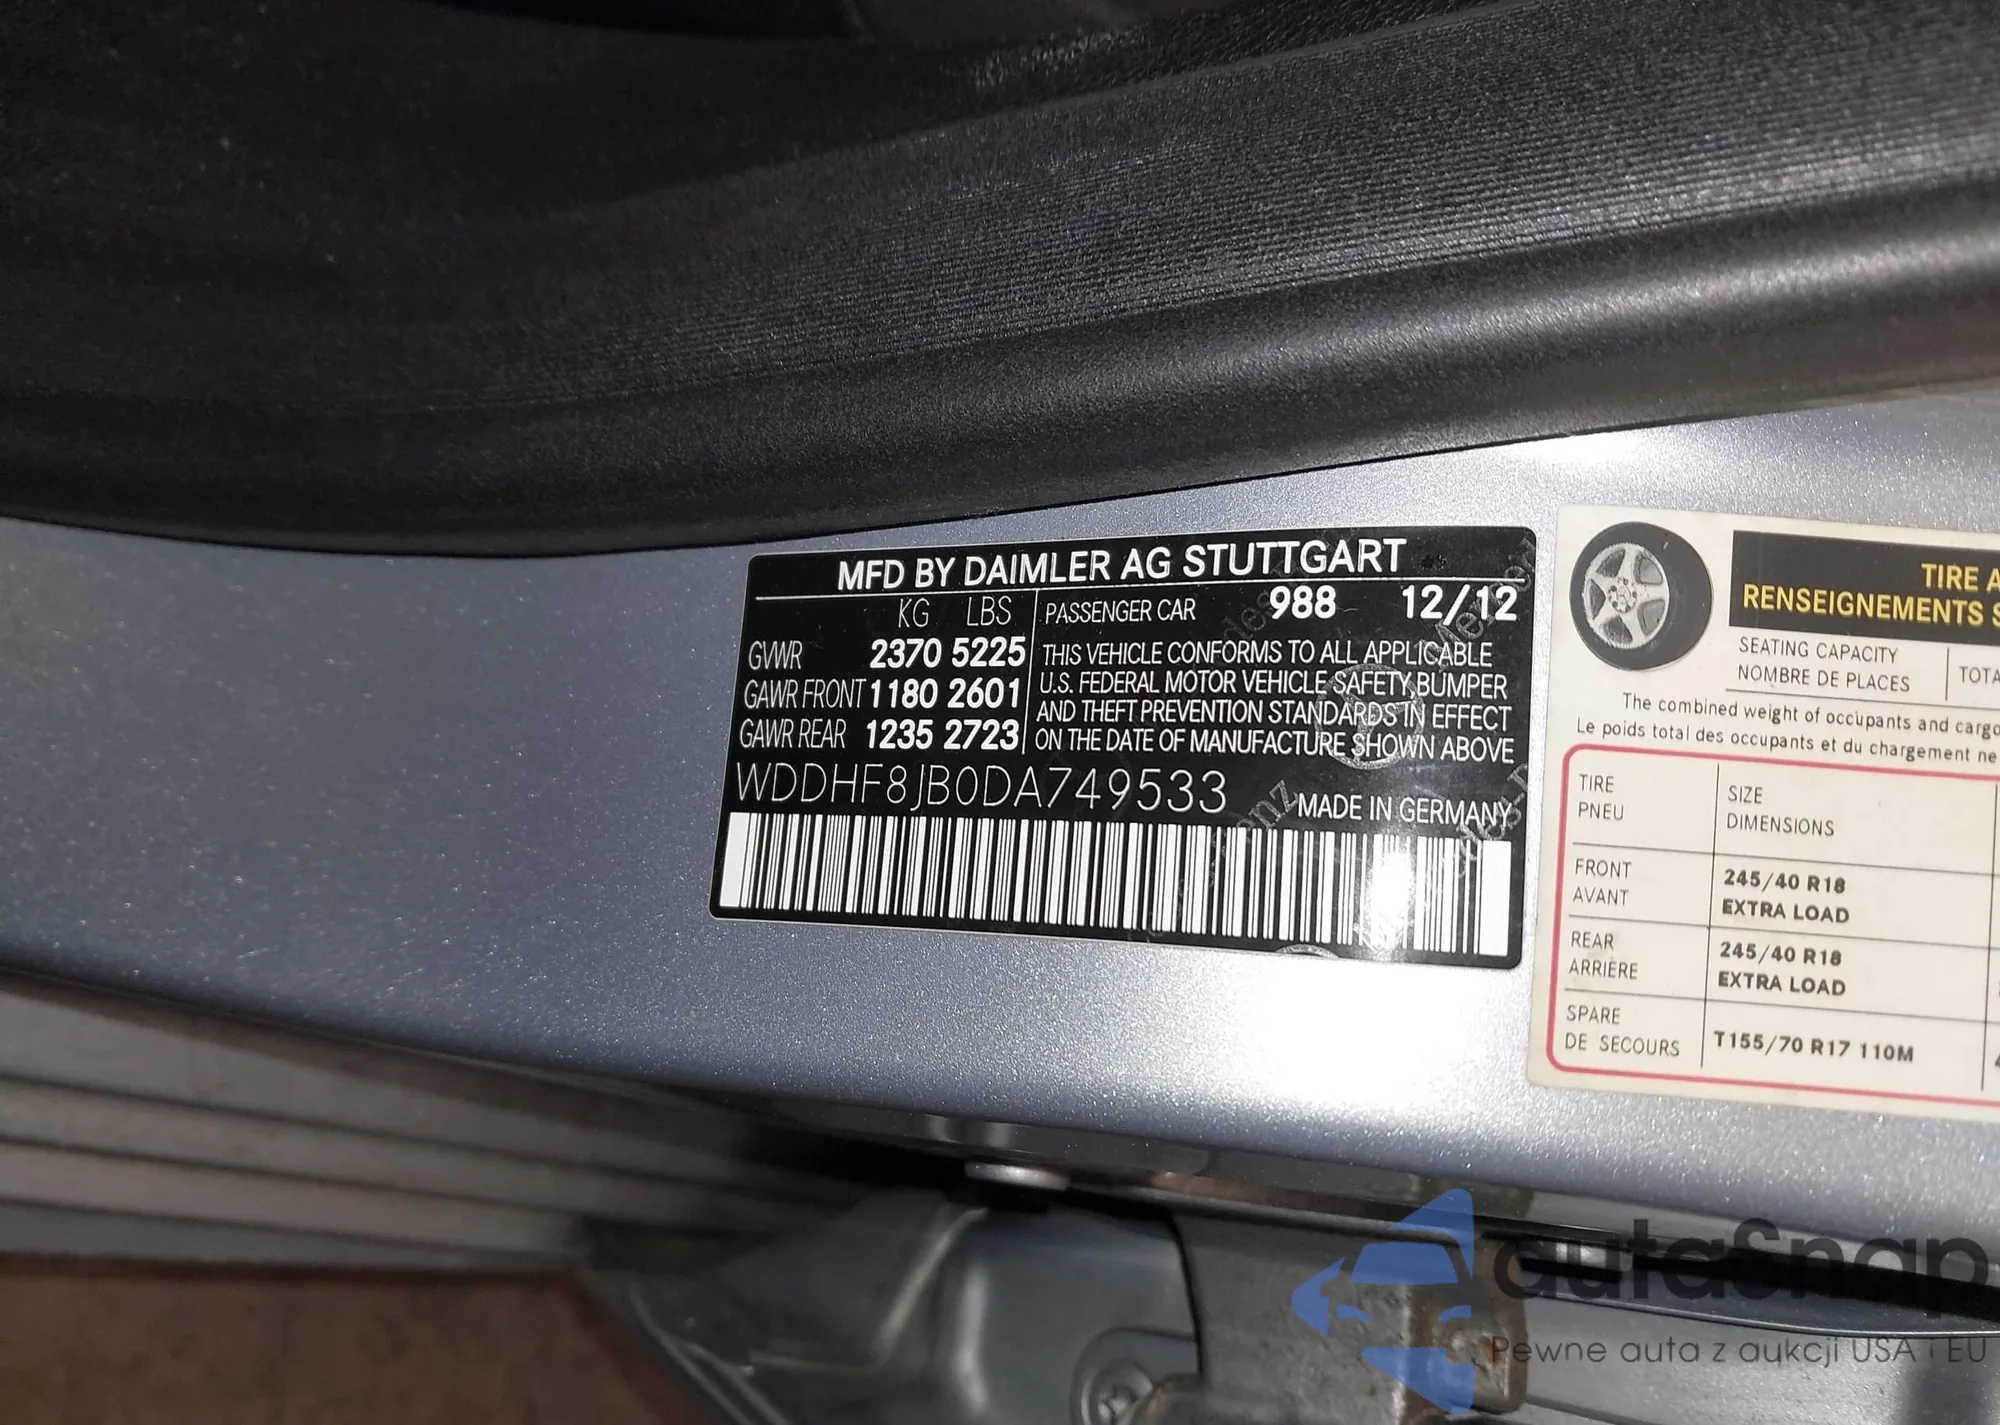 MFD BY DAIMLER AG STUTTGART
KG LBS
GVWR 2370 5225
GAWR FRONT 1180 2601
GAWR REAR 1235 2723
PASSENGER CAR 988 12/12
THIS VEHICLE CONFORMS TO ALL APPLICABLE
U.S. FEDERAL MOTOR VEHICLE SAFETY BUMPER
AND THEFT PREVENTION STANDARDS IN EFFECT
ON THE DATE OF MANUFACTURE SHOWN ABOVE
WDDHF8JB0DA749533
MADE IN GERMANY
TIRE A
RENSEIGNEMENTS S
SEATING CAPACITY
NOMBRE DE PLACES
TOTA
The combined weight of occupants and cargo
Le poids total des occupants et du chargement ne
TIRE
PNEU
SIZE
DIMENSIONS
FRONT
AVANT
245/40 R18
EXTRA LOAD
REAR
ARRIÈRE
245/40 R18
EXTRA LOAD
SPARE
DE SECOURS
T155/70 R17 110M
autaSnap
Pewne auta z aukcji USA i EU